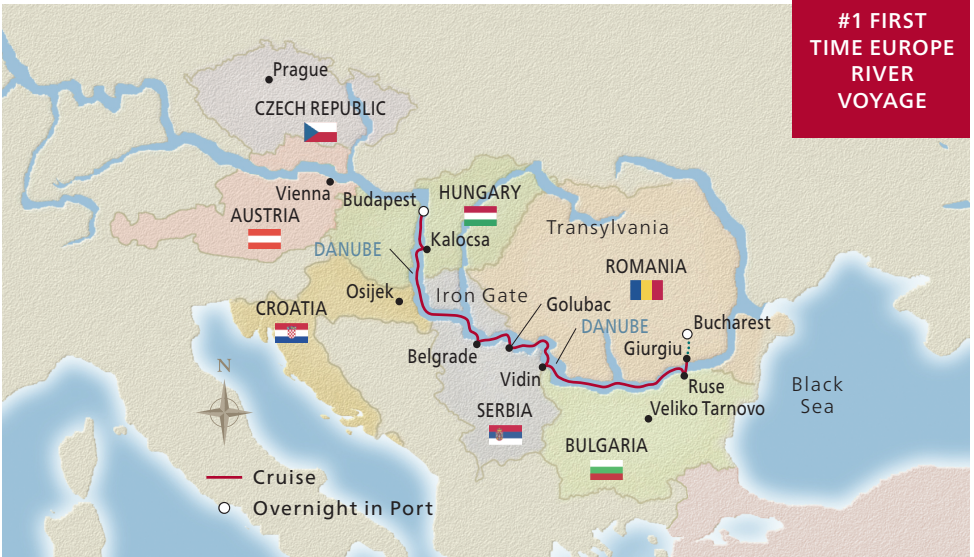 #1 FIRST
TIME EUROPE
RIVER
VOYAGE
Prague
CZECH REPUBLIC
Vienna
AUSTRIA
Budapest
HUNGARY
Kalocsa
DANUBE
Transylvania
ROMANIA
Osijek
Iron Gate
CROATIA
Golubac
DANUBE
Bucharest
Giurgiu
Belgrade
Vidin
Ruse
Black
Sea
N
SERBIA
Veliko Tarnovo
BULGARIA
Cruise
Overnight in Port